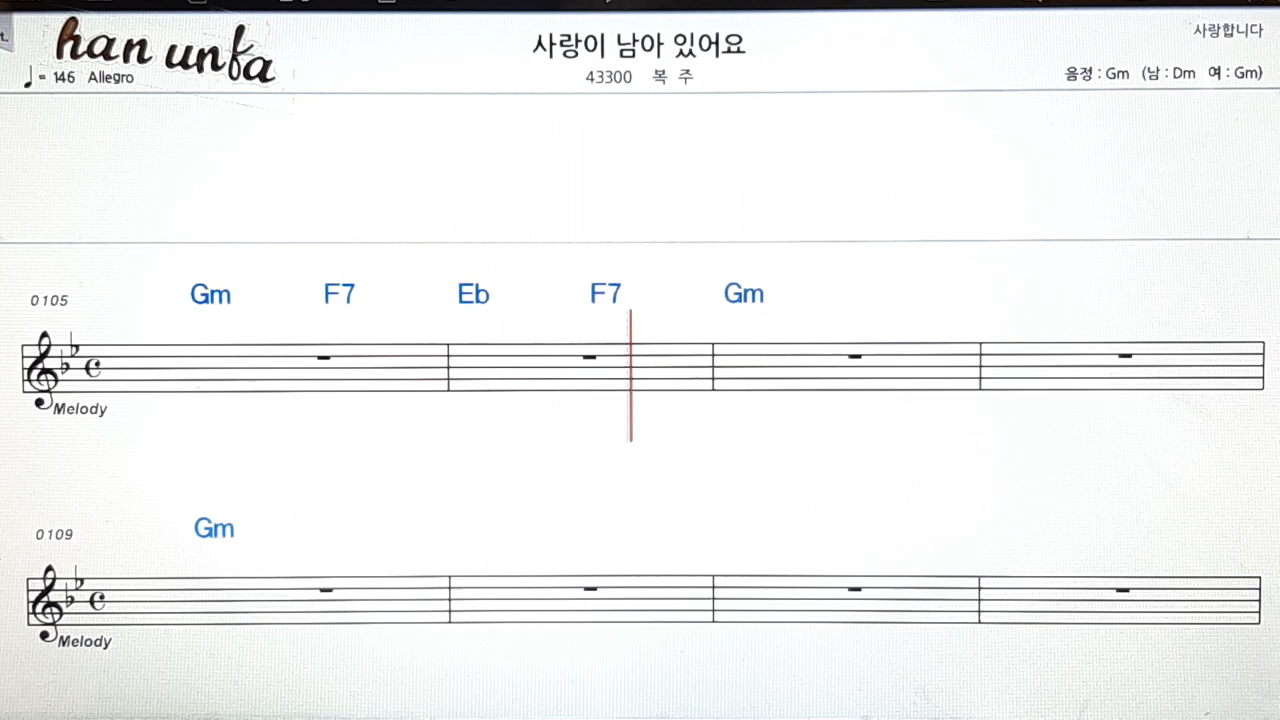 han unfa
사랑이 남아 있어요
사랑합니다
♩= 146 Allegro
43300 복 주
음정 : Gm (남 : Dm 여 : Gm)
0105 Gm F7 Eb F7 Gm
Melody
0109 Gm
Melody